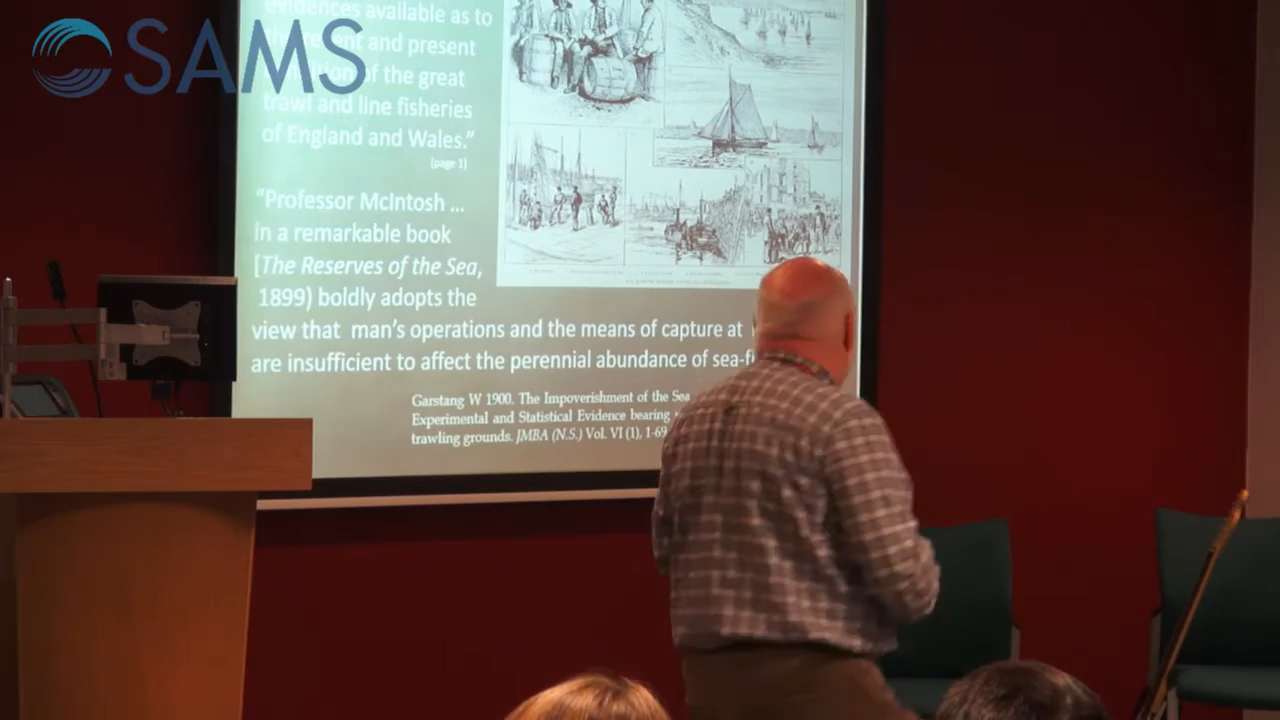 SAMS
evidences available as to
and present
of the great
trawl and line fisheries
of England and Wales.”
(page 1)
“Professor McIntosh ...
in a remarkable book
[The Reserves of the Sea,
1899) boldly adopts the
view that man’s operations and the means of capture at
are insufficient to affect the perennial abundance of
Garstang W 1900. The Impoverishment of the Sea
Experimental and Statistical Evidence bearing
trawling grounds. JMBA (N.S.) Vol. VI (1), 1-69